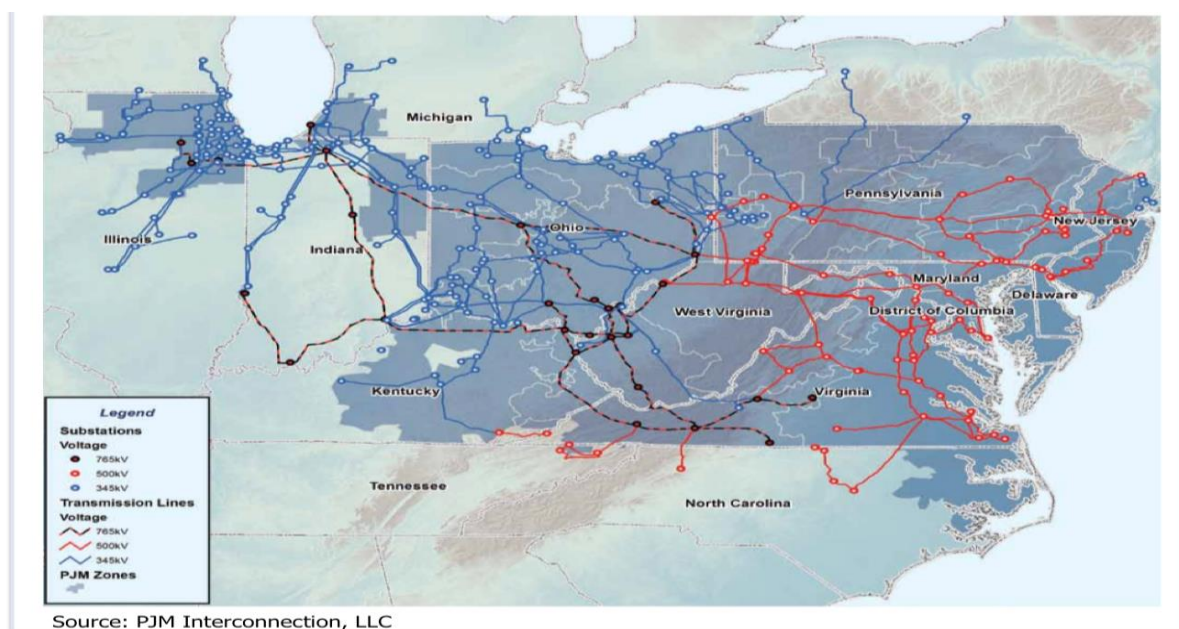 Michigan
Pennsylvania
New Jersey
Ohio
Illinois
Indiana
Maryland
Delaware
West Virginia
District of Columbia
Kentucky
Virginia
Tennessee
North Carolina
Legend
Substations
Voltage
765kV
500kV
345kV
Transmission Lines
Voltage
765kV
500kV
345kV
PJM Zones
Source: PJM Interconnection, LLC